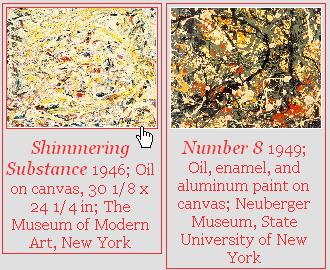 Shimmering
Substance 1946; Oil
on canvas, 30 1/8 x
24 1/4 in; The
Museum of Modern
Art, New York
Number 8 1949;
Oil, enamel, and
aluminum paint on
canvas; Neuberger
Museum, State
University of New
York